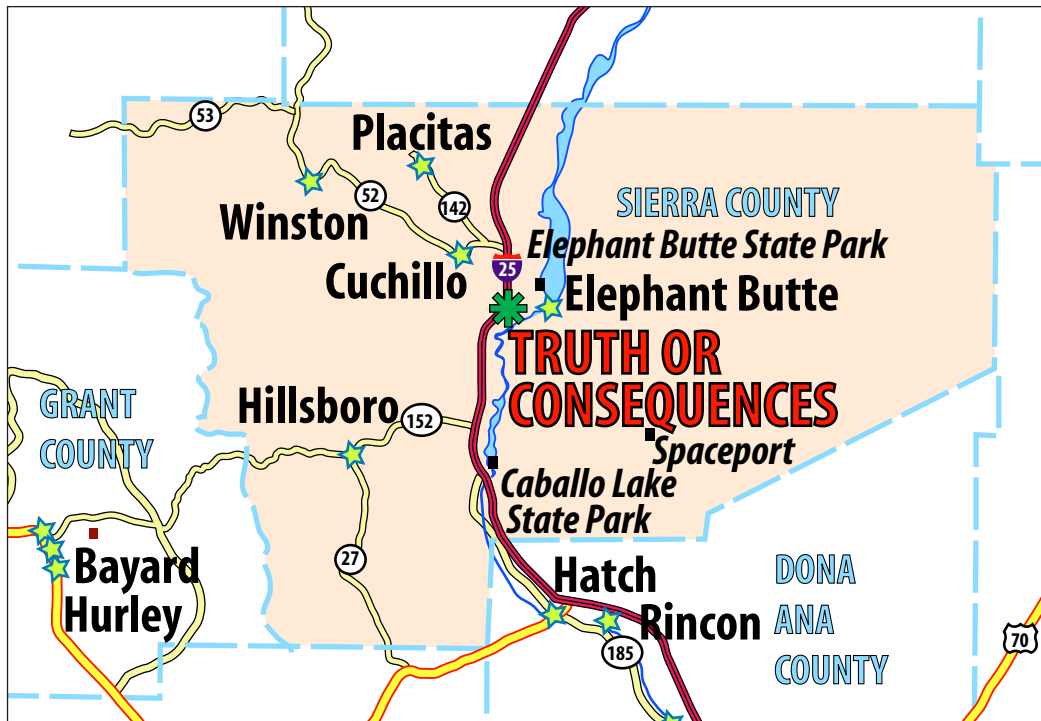 53
Placitas
Winston
52
142
SIERRA COUNTY
Elephant Butte State Park
Cuchillo
25
Elephant Butte
TRUTH OR
CONSEQUENCES
GRANT
COUNTY
Hillsboro
152
Spaceport
Caballo Lake
State Park
27
Bayard
Hurley
Hatch
Rincon
DONA
ANA
COUNTY
185
70